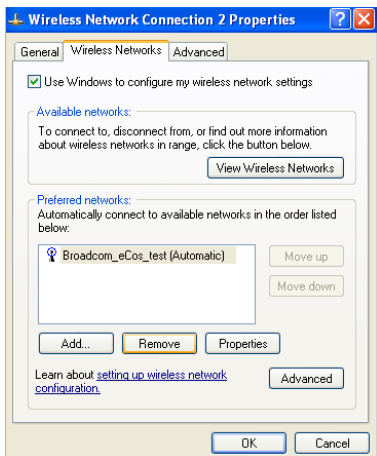 Wireless Network Connection 2 Properties
General Wireless Networks Advanced
Use Windows to configure my wireless network settings
Available networks:
To connect to, disconnect from, or find out more information
about wireless networks in range, click the button below.
View Wireless Networks
Preferred networks:
Automatically connect to available networks in the order listed
below:
Broadcom_eCos_test (Automatic)
Move up
Move down
Add... Remove Properties
Learn about setting up wireless network
configuration.
Advanced
OK Cancel